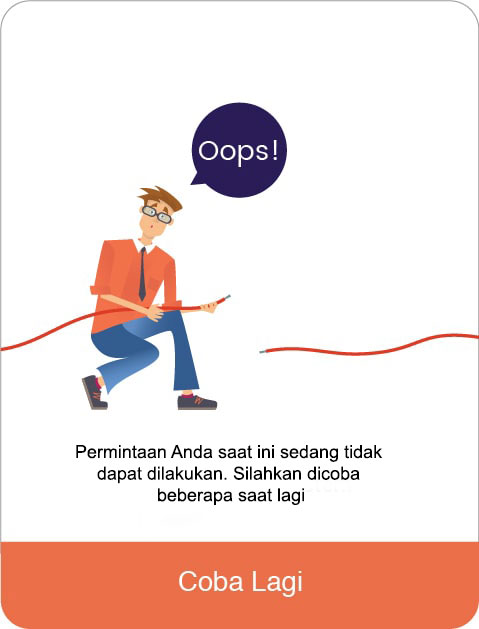 Oops!
Permintaan Anda saat ini sedang tidak
dapat dilakukan. Silahkan dicoba
beberapa saat lagi
Coba Lagi